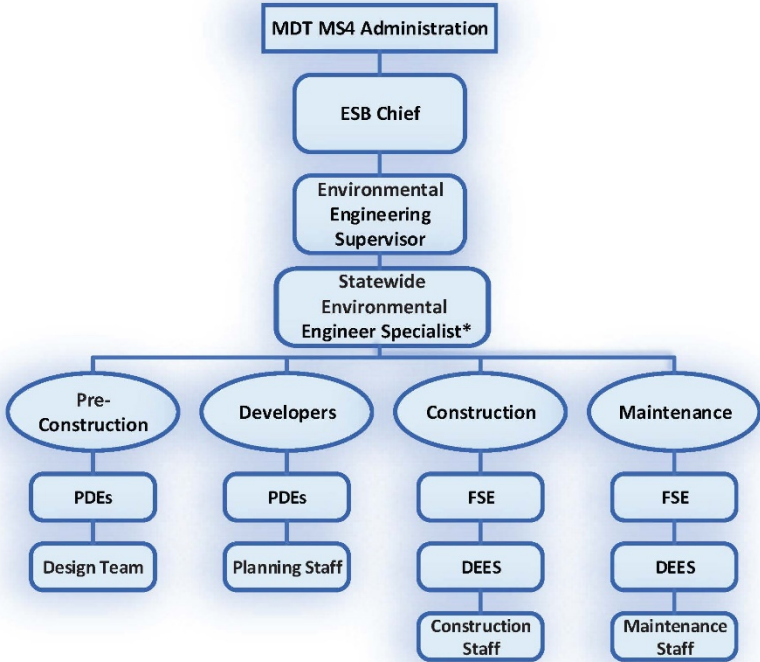 MDT MS4 Administration
ESB Chief
Environmental
Engineering
Supervisor
Statewide
Environmental
Engineer Specialist*
Pre-
Construction
Developers
Construction
Maintenance
PDEs
PDEs
FSE
FSE
Design Team
Planning Staff
DEES
DEES
Construction
Staff
Maintenance
Staff